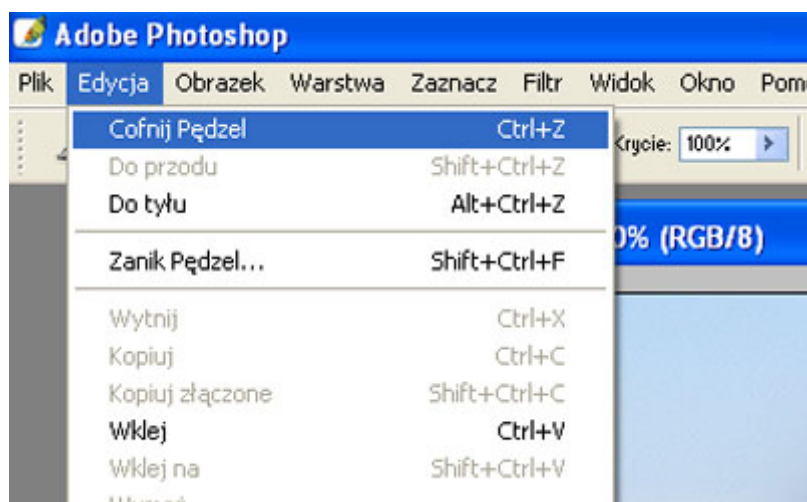 Adobe Photoshop
Plik Edycja Obrazek Warstwa Zaznacz Filtr Widok Okno
Cofnij Pędzel Ctrl+Z
Krycie: 100%
Do przodu Shift+Ctrl+Z
Do tyłu Alt+Ctrl+Z
0% (RGB/8)
Zanik Pędzel... Shift+Ctrl+F
Wytnij Ctrl+X
Kopiuj Ctrl+C
Kopiuj złączone Shift+Ctrl+C
Wklej Ctrl+V
Wklej na Shift+Ctrl+V